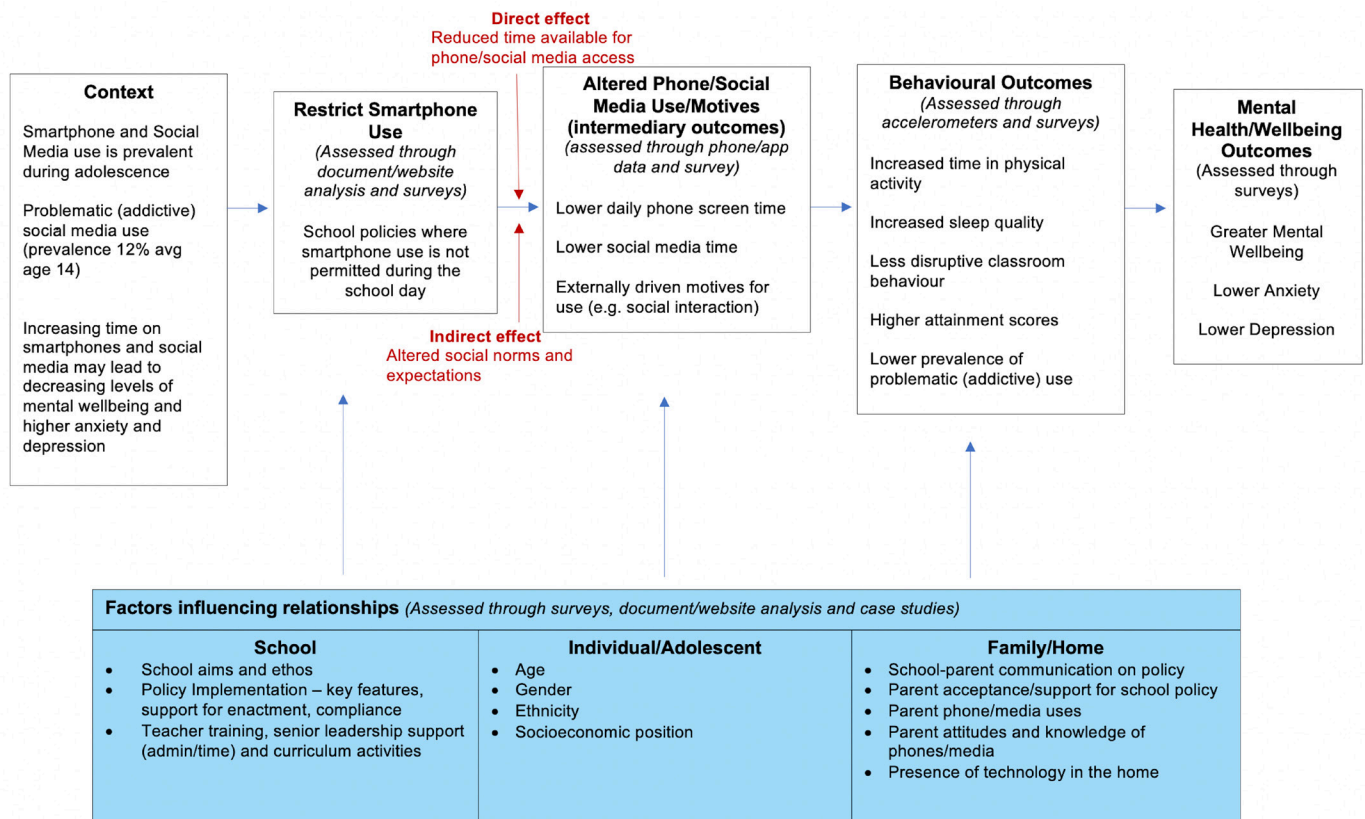 Direct effect
Reduced time available for
phone/social media access
Context
Smartphone and Social
Media use is prevalent
during adolescence
Problematic (addictive)
social media use
(prevalence 12% avg
age 14)
Increasing time on
smartphones and social
media may lead to
decreasing levels of
mental wellbeing and
higher anxiety and
depression
Restrict Smartphone
Use
(Assessed through
document/website
analysis and surveys)
School policies where
smartphone use is not
permitted during the
school day
Indirect effect
Altered social norms and
expectations
Altered Phone/Social
Media Use/Motives
(intermediary outcomes)
(assessed through phone/app
data and survey)
Lower daily phone screen time
Lower social media time
Externally driven motives for
use (e.g. social interaction)
Behavioural Outcomes
(Assessed through
accelerometers and surveys)
Increased time in physical
activity
Increased sleep quality
Less disruptive classroom
behaviour
Higher attainment scores
Lower prevalence of
problematic (addictive) use
Mental
Health/Wellbeing
Outcomes
(Assessed through
surveys)
Greater Mental
Wellbeing
Lower Anxiety
Lower Depression
Factors influencing relationships (Assessed through surveys, document/website analysis and case studies)
School
• School aims and ethos
• Policy Implementation – key features,
support for enactment, compliance
• Teacher training, senior leadership support
(admin/time) and curriculum activities
Individual/Adolescent
• Age
• Gender
• Ethnicity
• Socioeconomic position
Family/Home
• School-parent communication on policy
• Parent acceptance/support for school policy
• Parent phone/media uses
• Parent attitudes and knowledge of
phones/media
• Presence of technology in the home